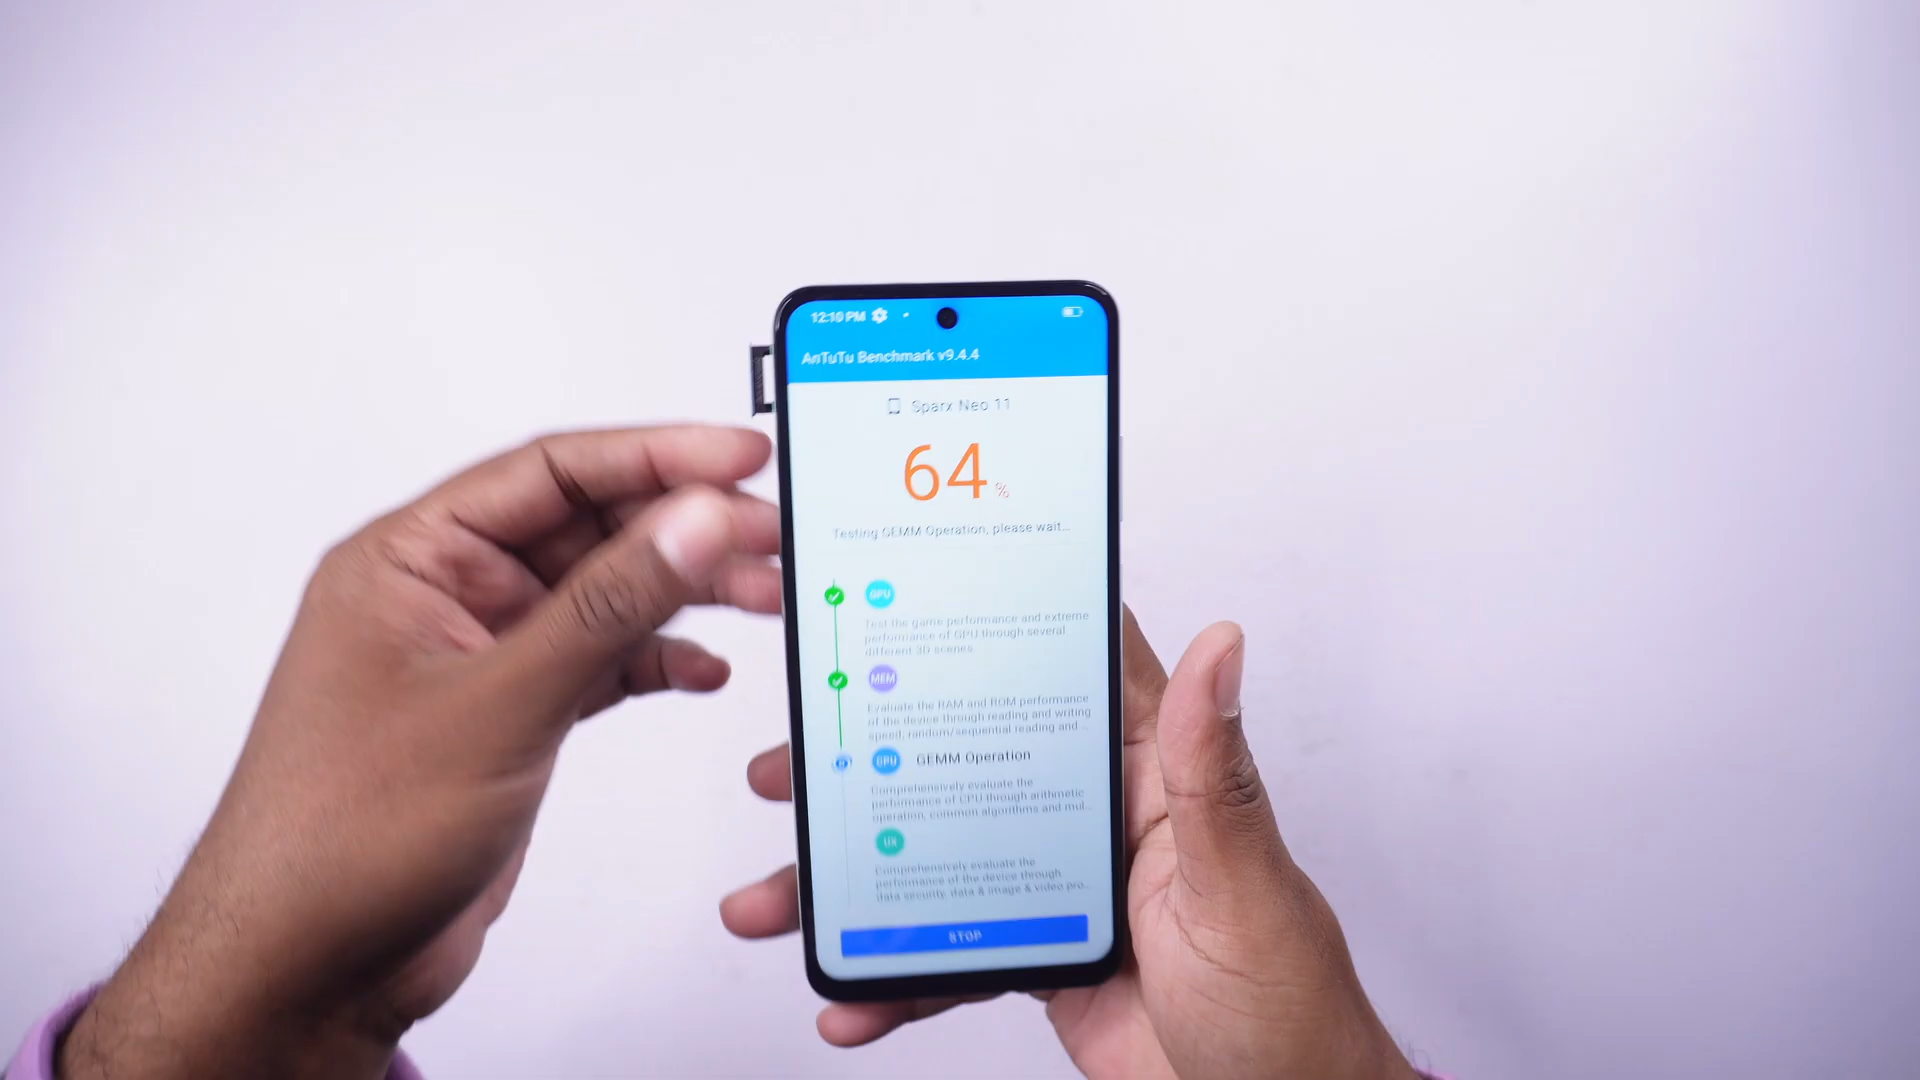 12:10 PM
AnTuTu Benchmark v9.4.4
Sparx Neo 11
64 %
Testing GEMM Operation, please wait...
GPU
Test the game performance and extreme
performance of GPU through several
different 3D scenes
MEM
Evaluate the RAM and ROM performance
of the device through reading and writing
speed, random/sequential reading and ...
CPU GEMM Operation
Comprehensively evaluate the
performance of CPU through arithmetic
operation, common algorithms and mul...
UX
Comprehensively evaluate the
performance of the device through
data security, data & image & video pro...
STOP